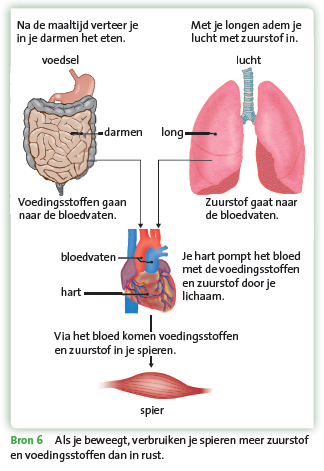 Na de maaltijd verteer je
in je darmen het eten.
Met je longen adem je
lucht met zuurstof in.
voedsel
lucht
darmen
long
Voedingsstoffen gaan
naar de bloedvaten.
Zuurstof gaat naar
de bloedvaten.
bloedvaten
hart
Je hart pompt het bloed
met de voedingsstoffen
en zuurstof door je
lichaam.
Via het bloed komen voedingsstoffen
en zuurstof in je spieren.
spier
Bron 6 Als je beweegt, verbruiken je spieren meer zuurstof
en voedingsstoffen dan in rust.